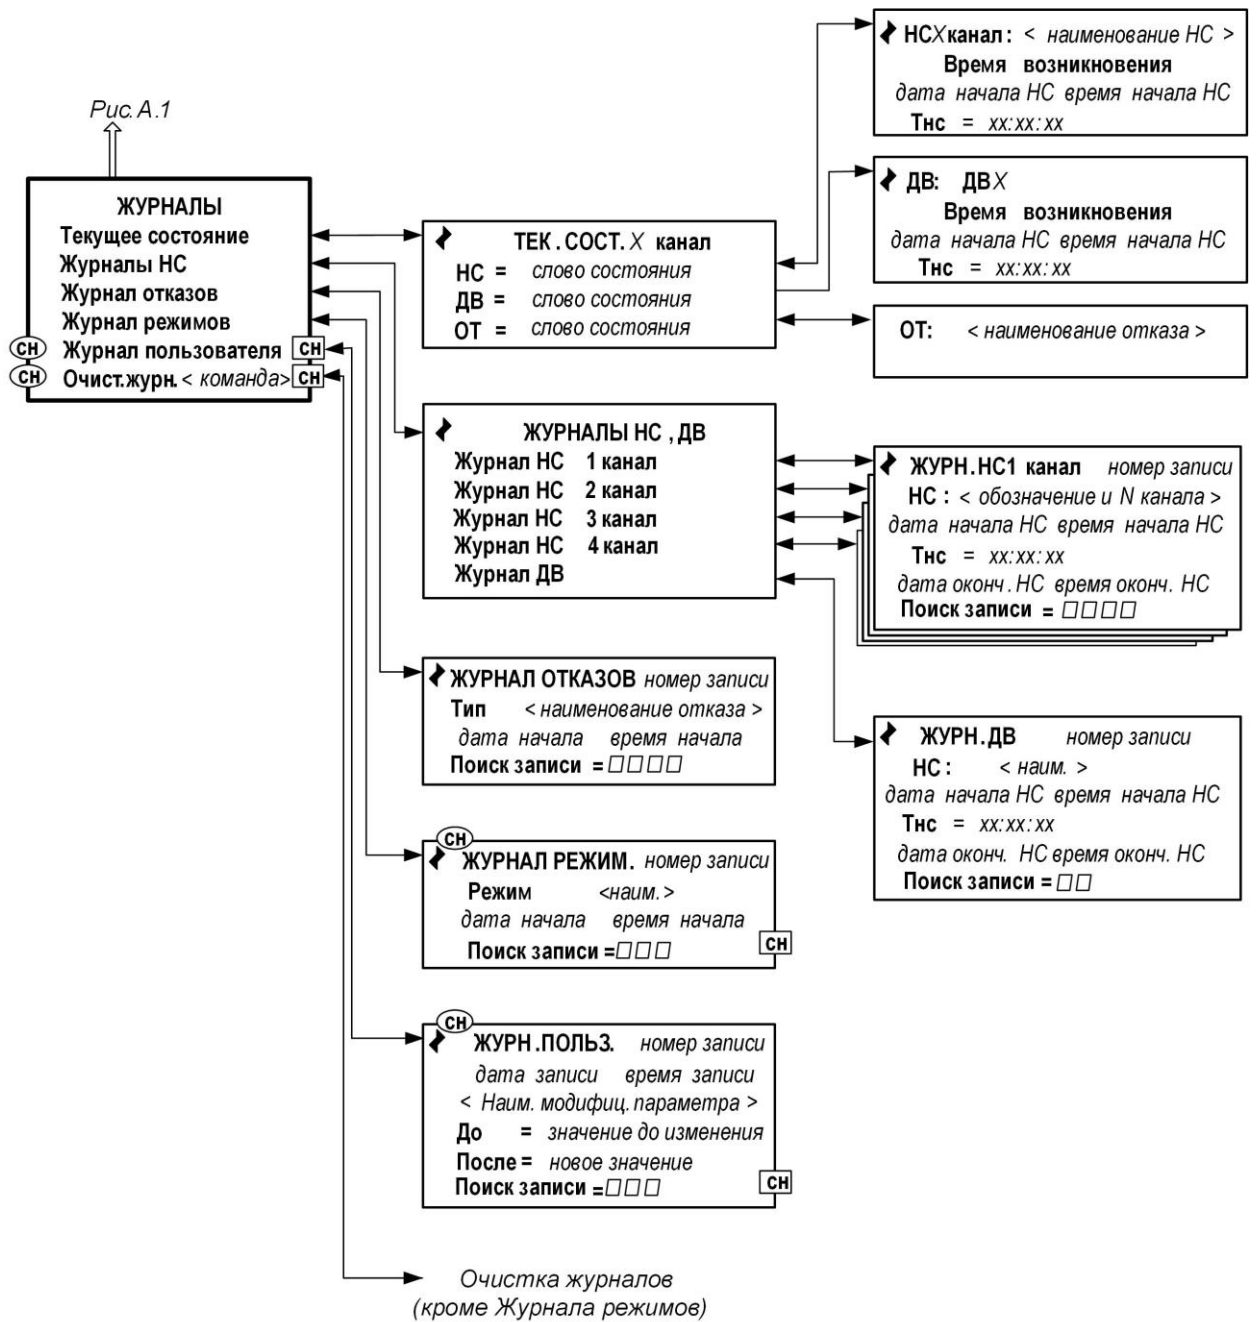 Рис.А.1
ЖУРНАЛЫ
Текущее состояние
Журналы НС
Журнал отказов
Журнал режимов
СН Журнал пользователя СН
СН Очист.журн.< команда> СН
ТЕК.СОСТ.X канал
НС = слово состояния
ДВ = слово состояния
ОТ = слово состояния
НСXканал: < наименование НС >
Время возникновения
дата начала НС время начала НС
Тнс = хх:хх:хх
ДВ: ДВX
Время возникновения
дата начала НС время начала НС
Тнс = хх:хх:хх
ОТ: < наименование отказа >
ЖУРНАЛЫ НС , ДВ
Журнал НС 1 канал
Журнал НС 2 канал
Журнал НС 3 канал
Журнал НС 4 канал
Журнал ДВ
ЖУРН.НС1 канал номер записи
НС : < обозначение и N канала >
дата начала НС время начала НС
Тнс = хх:хх:хх
дата оконч. НС время оконч. НС
Поиск записи = □□□□
ЖУРНАЛ ОТКАЗОВ номер записи
Тип < наименование отказа >
дата начала время начала
Поиск записи = □□□□
ЖУРН.ДВ номер записи
НС: < наим. >
дата начала НС время начала НС
Тнс = хх:хх:хх
дата оконч. НС время оконч. НС
Поиск записи = □□
СН
ЖУРНАЛ РЕЖИМ. номер записи
Режим <наим.>
дата начала время начала
Поиск записи =□□□ СН
СН
ЖУРН.ПОЛЬЗ. номер записи
дата записи время записи
< Наим. модифиц. параметра >
До = значение до изменения
После = новое значение
Поиск записи =□□□ СН
Очистка журналов
(кроме Журнала режимов)